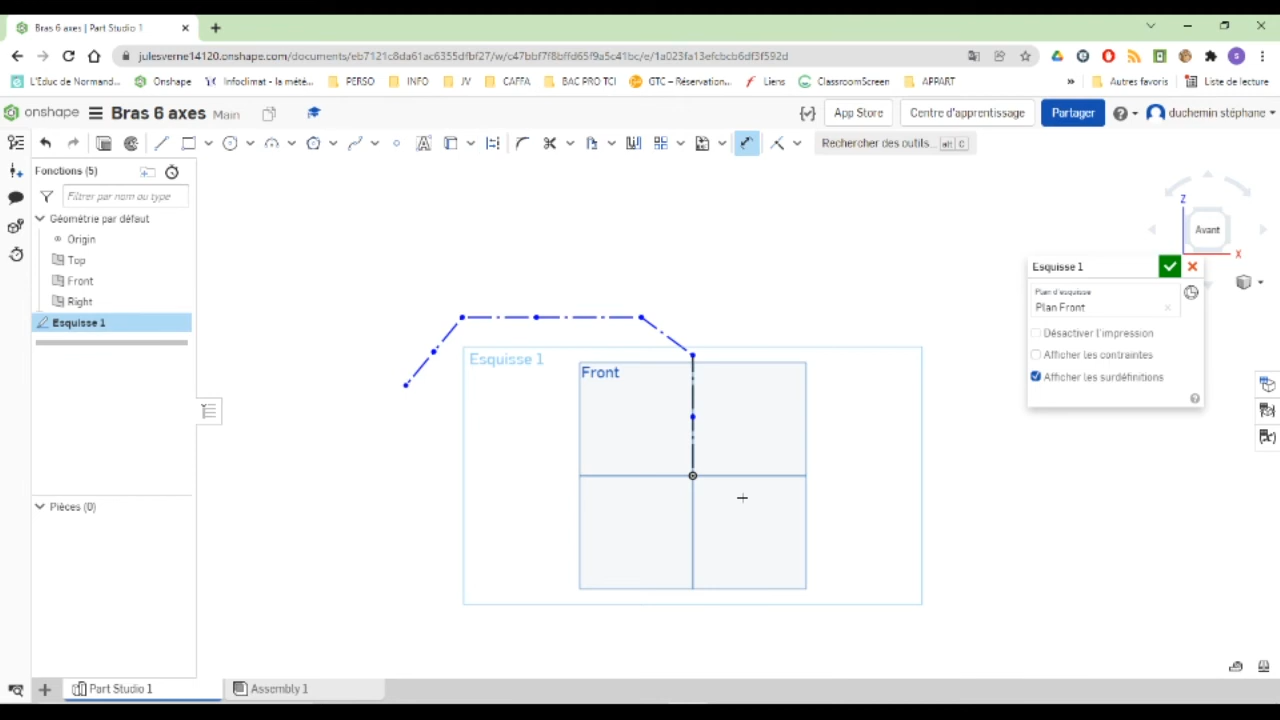 Bras 6 axes | Part Studio 1
julesverne14120.onshape.com/documents/eb7121c8da61ac6355dfbf27/w/c47bbf7f8bffd65f9a5c41bc/e/1a023fa13efcbcb6df3f592d
S
L'Éduc de Normand...
Onshape
Infoclimat - la mété...
PERSO
INFO
JV
CAFFA
BAC PRO TCI
GTC – Réservation...
Liens
ClassroomScreen
APPART
»
Autres favoris
Liste de lecture
onshape
Bras 6 axes
Main
App Store
Centre d'apprentissage
Partager
duchemin stéphane
Rechercher des outils...
alt C
Fonctions (5)
Filtrer par nom ou type
Géométrie par défaut
Origin
Top
Front
Right
Esquisse 1
Pièces (0)
Esquisse 1
Front
Z
Avant
X
Esquisse 1
Plan d'esquisse
Plan Front
Désactiver l'impression
Afficher les contraintes
Afficher les surdéfinitions
Part Studio 1
Assembly 1